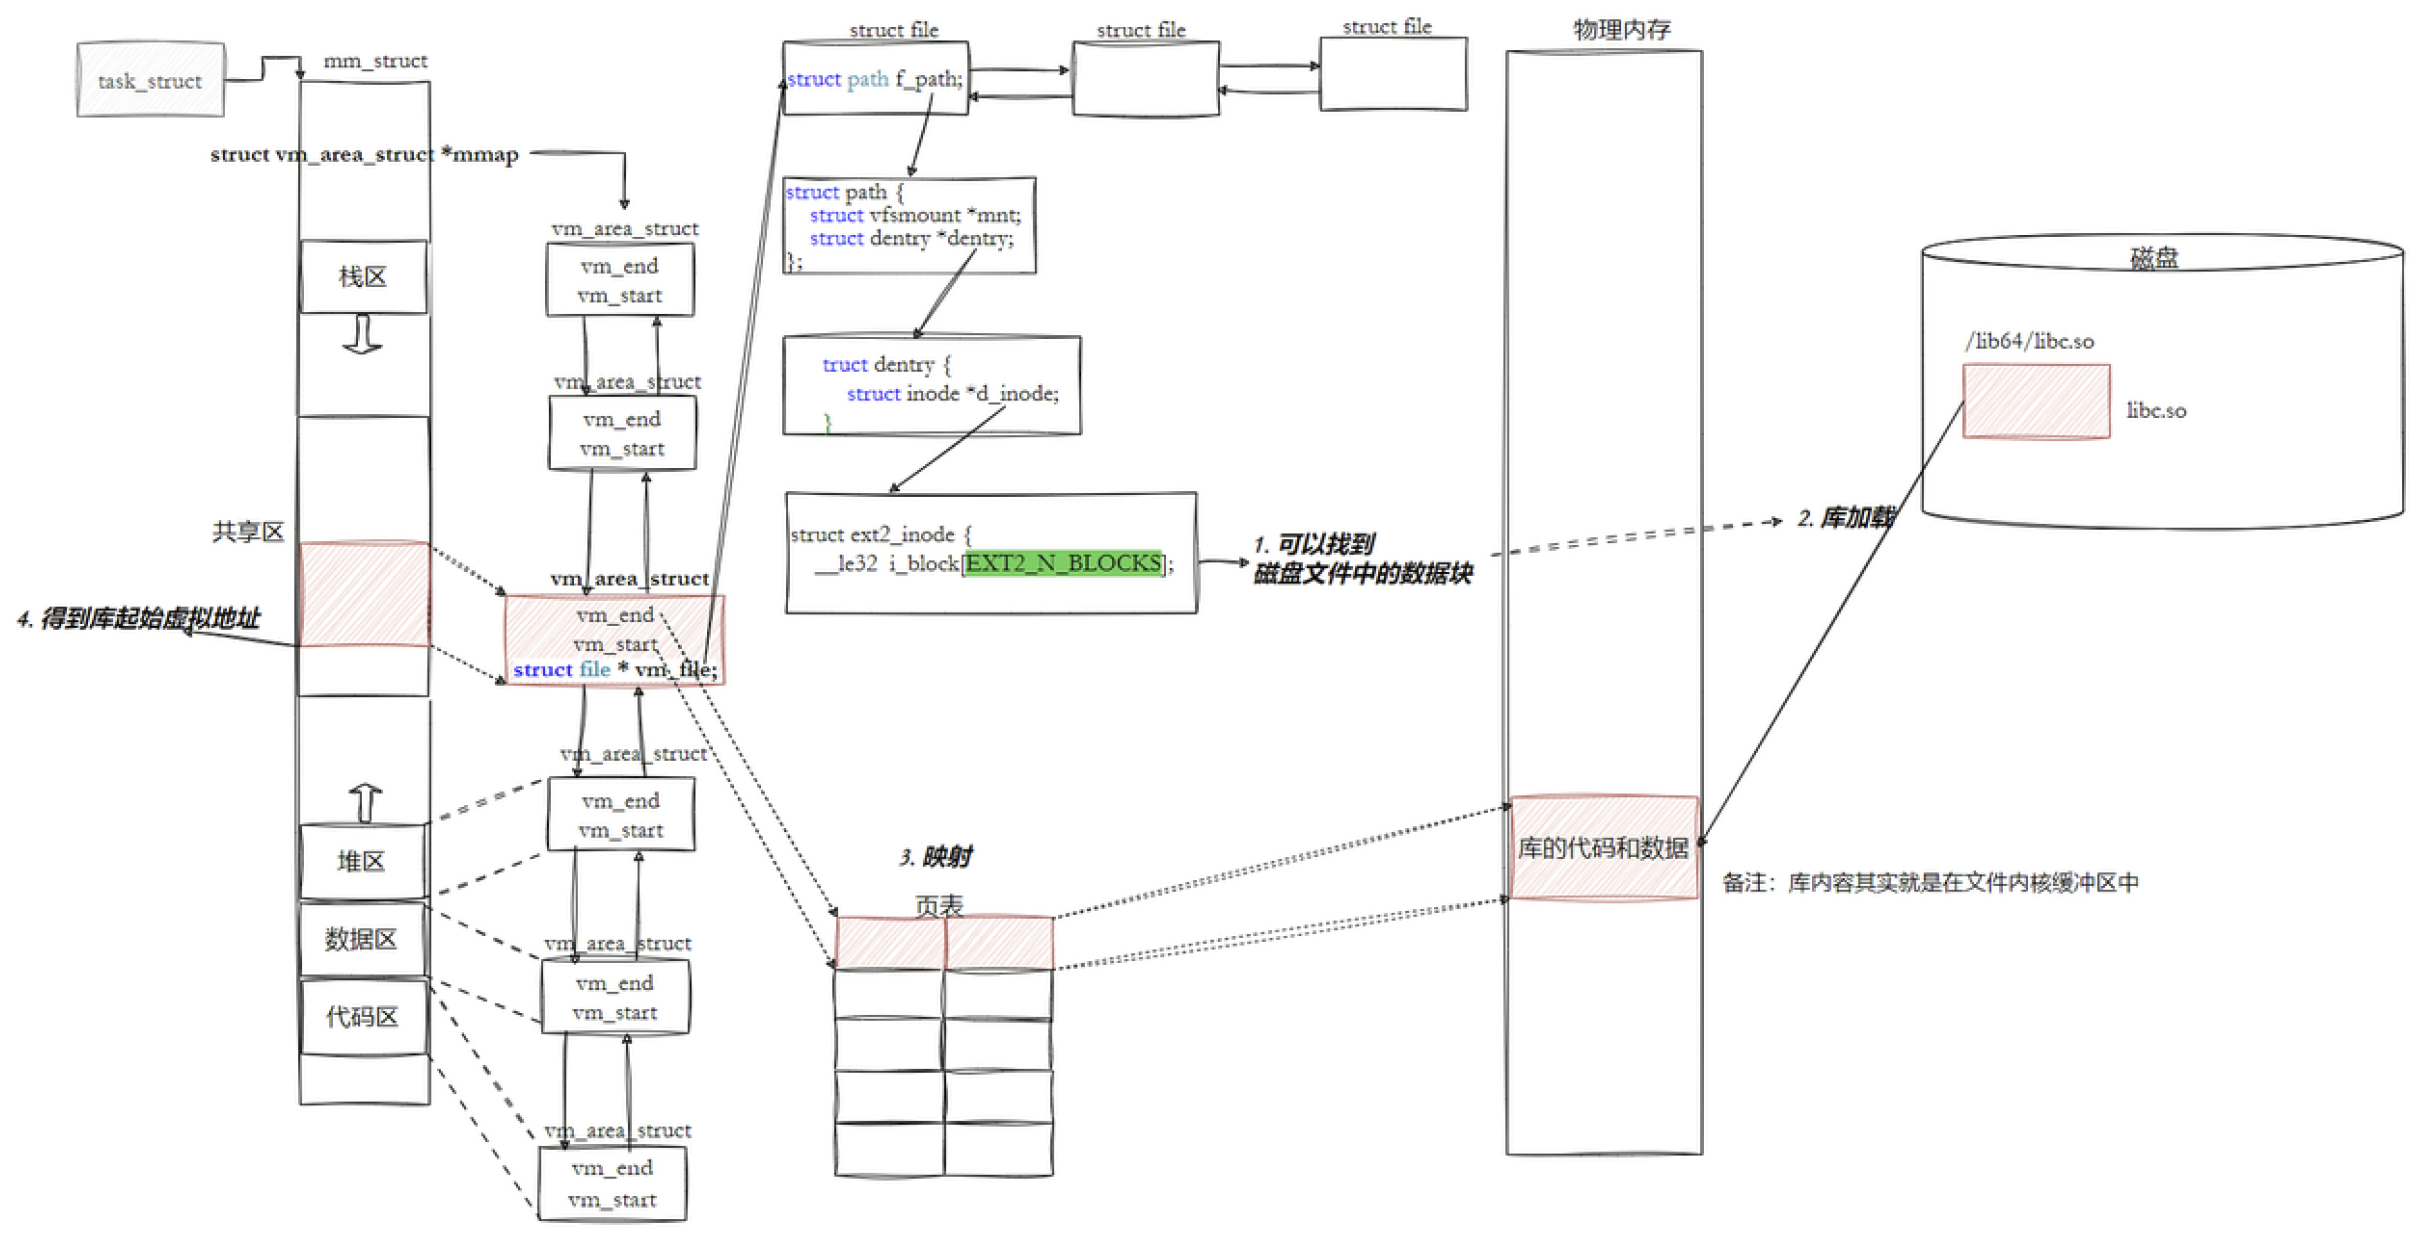 task_struct
mm_struct
struct vm_area_struct *mmap
栈区
共享区
4. 得到库起始虚拟地址
堆区
数据区
代码区
vm_area_struct
vm_end
vm_start
vm_area_struct
vm_end
vm_start
vm_area_struct
vm_end
vm_start
struct file * vm_file;
vm_area_struct
vm_end
vm_start
vm_area_struct
vm_end
vm_start
vm_area_struct
vm_end
vm_start
struct file
struct path f_path;
struct file
struct file
struct path {
struct vfsmount *mnt;
struct dentry *dentry;
};
truct dentry {
struct inode *d_inode;
}
struct ext2_inode {
__le32 i_block[EXT2_N_BLOCKS];
1. 可以找到
磁盘文件中的数据块
2. 库加载
3. 映射
页表
物理内存
库的代码和数据
备注：库内容其实就是在文件内核缓冲区中
磁盘
/lib64/libc.so
libc.so